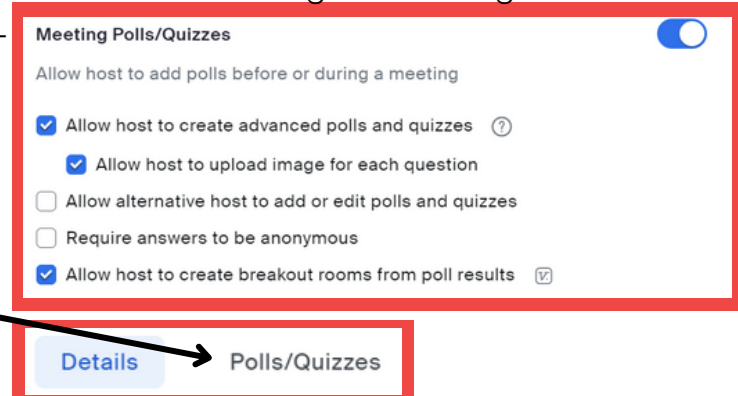 Meeting Polls/Quizzes
Allow host to add polls before or during a meeting
Allow host to create advanced polls and quizzes ?
Allow host to upload image for each question
Allow alternative host to add or edit polls and quizzes
Require answers to be anonymous
Allow host to create breakout rooms from poll results
Details Polls/Quizzes